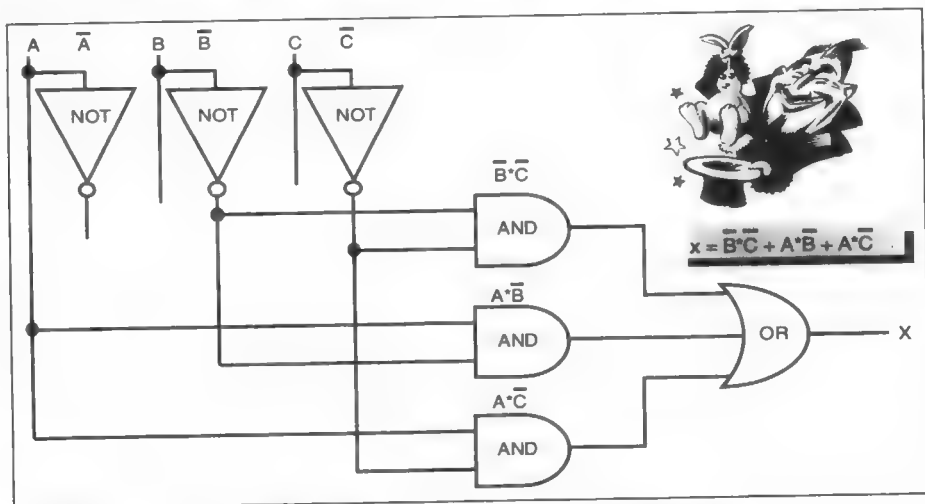 A A̅ B B̅ C C̅
NOT NOT NOT
B̅*C̅
AND
x = B̅*C̅ + A*B̅ + A*C̅
A*B̅
AND
OR
X
A*C̅
AND